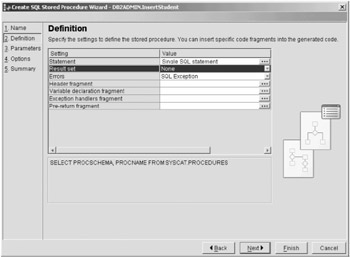 Create SQL Stored Procedure Wizard - DB2ADMIN.InsertStudent
1. Name
2. Definition
3. Parameters
4. Options
5. Summary
Definition
Specify the settings to define the stored procedure. You can insert specific code fragments into the generated code.
Setting Value
Statement Single SQL statement ...
Result set None
Errors SQL Exception
Header fragment ...
Variable declaration fragment ...
Exception handlers fragment ...
Pre-return fragment ...
SELECT PROCSCHEMA, PROCNAME FROM SYSCAT.PROCEDURES
Back Next Finish Cancel